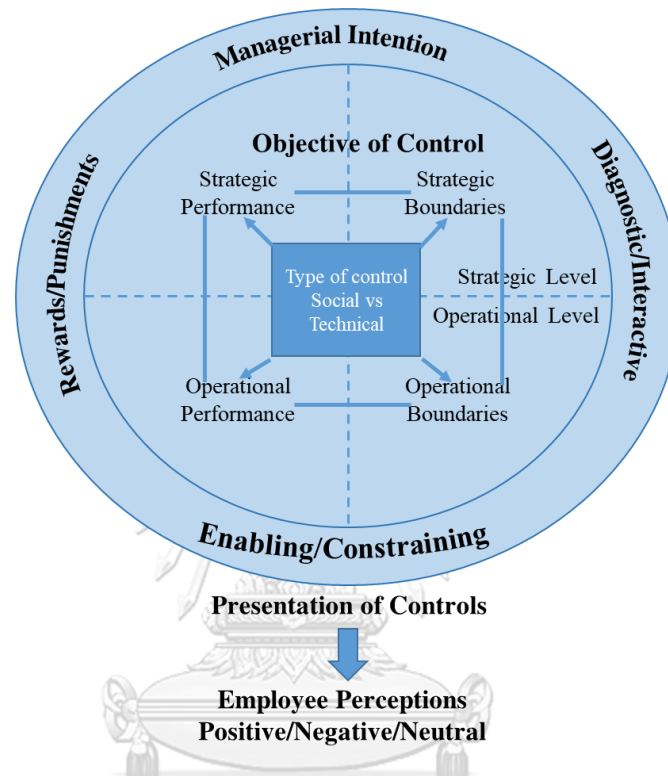 Managerial Intention
Rewards/Punishments
Diagnostic/Interactive
Objective of Control
Strategic
Performance
Strategic
Boundaries
Type of control
Social vs
Technical
Strategic Level
Operational Level
Operational
Performance
Operational
Boundaries
Enabling/Constraining
Presentation of Controls
Employee Perceptions
Positive/Negative/Neutral